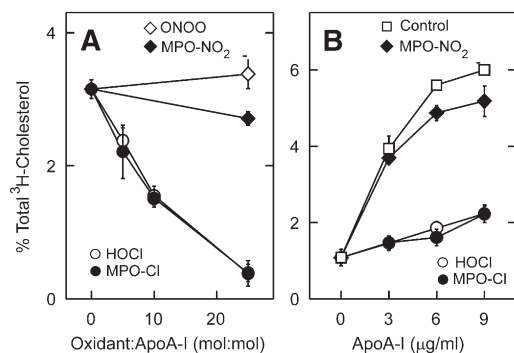 A
ONOO
MPO-NO2
HOCl
MPO-Cl
% Total 3H-Cholesterol
4
2
0
0
10
20
Oxidant:ApoA-I (mol:mol)
B
Control
MPO-NO2
HOCl
MPO-Cl
6
4
2
0
0
3
6
9
ApoA-I (μg/ml)